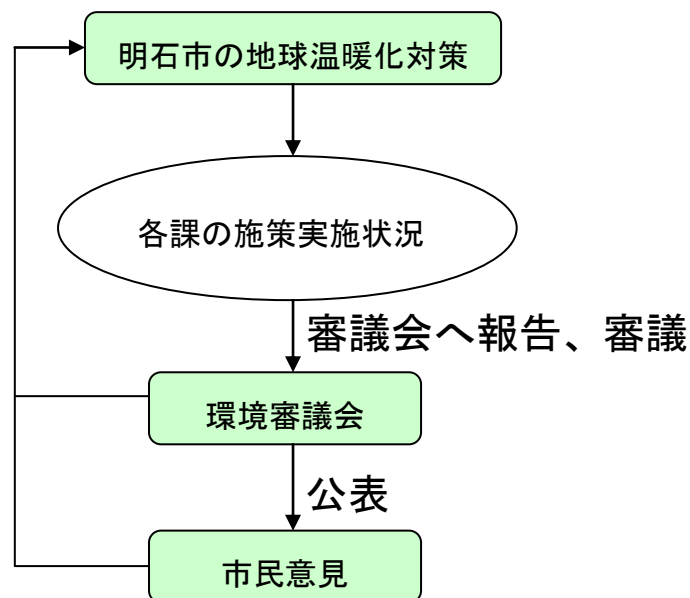 明石市の地球温暖化対策
各課の施策実施状況
審議会へ報告、審議
環境審議会
公表
市民意見